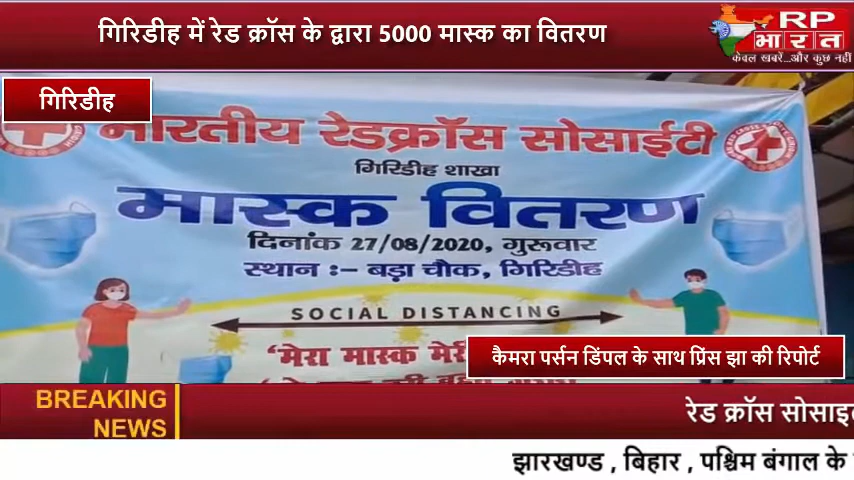 गिरिडीह में रेड क्रॉस के द्वारा 5000 मास्क का वितरण
RP
भारत
केवल खबरें...और कुछ नहीं
गिरिडीह
भारतीय रेडक्रॉस सोसाईटी
गिरिडीह शाखा
मास्क वितरण
दिनांक 27/08/2020, गुरूवार
स्थान :– बड़ा चौक, गिरिडीह
SOCIAL DISTANCING
‘मेरा मास्क
कैमरा पर्सन डिंपल के साथ प्रिंस झा की रिपोर्ट
BREAKING
NEWS
रेड क्रॉस
झारखण्ड , बिहार , पश्चिम बंगाल के